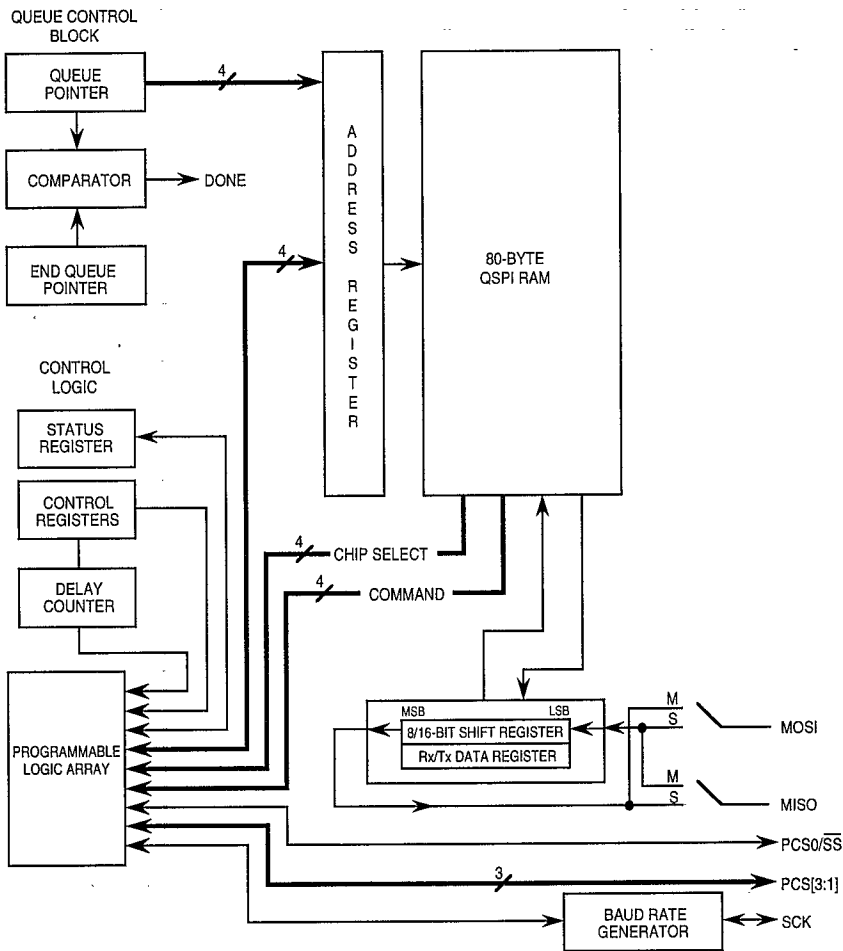 QUEUE CONTROL
BLOCK
QUEUE
POINTER
4
COMPARATOR
DONE
END QUEUE
POINTER
4
ADDRESS REGISTER
80-BYTE
QSPI RAM
CONTROL
LOGIC
STATUS
REGISTER
CONTROL
REGISTERS
DELAY
COUNTER
4
CHIP SELECT
4
COMMAND
PROGRAMMABLE
LOGIC ARRAY
MSB
LSB
8/16-BIT SHIFT REGISTER
Rx/Tx DATA REGISTER
M
S
MOSI
M
S
MISO
PCS0/S̅S̅
3
PCS[3:1]
BAUD RATE
GENERATOR
SCK